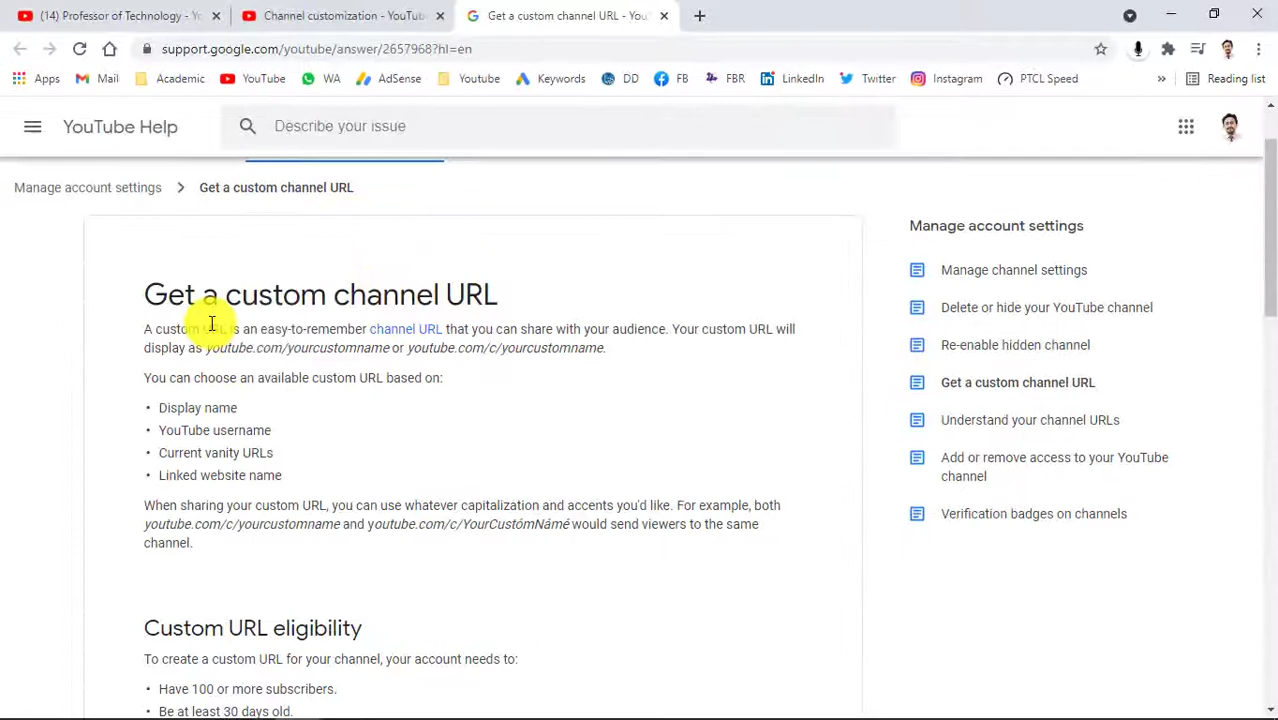 (14) Professor of Technology - Yo
Channel customization - YouTube
Get a custom channel URL - You
support.google.com/youtube/answer/2657968?hl=en
Apps
Mail
Academic
YouTube
WA
AdSense
Youtube
Keywords
DD
FB
FBR
LinkedIn
Twitter
Instagram
PTCL Speed
»
Reading list
YouTube Help
Describe your issue
Manage account settings
Get a custom channel URL
Get a custom channel URL
A custom URL is an easy-to-remember channel URL that you can share with your audience. Your custom URL will
display as youtube.com/yourcustomname or youtube.com/c/yourcustomname.
You can choose an available custom URL based on:
• Display name
• YouTube username
• Current vanity URLs
• Linked website name
When sharing your custom URL, you can use whatever capitalization and accents you'd like. For example, both
youtube.com/c/yourcustomname and youtube.com/c/YourCustómNámé would send viewers to the same
channel.
Custom URL eligibility
To create a custom URL for your channel, your account needs to:
• Have 100 or more subscribers.
• Be at least 30 days old.
Manage account settings
Manage channel settings
Delete or hide your YouTube channel
Re-enable hidden channel
Get a custom channel URL
Understand your channel URLs
Add or remove access to your YouTube
channel
Verification badges on channels